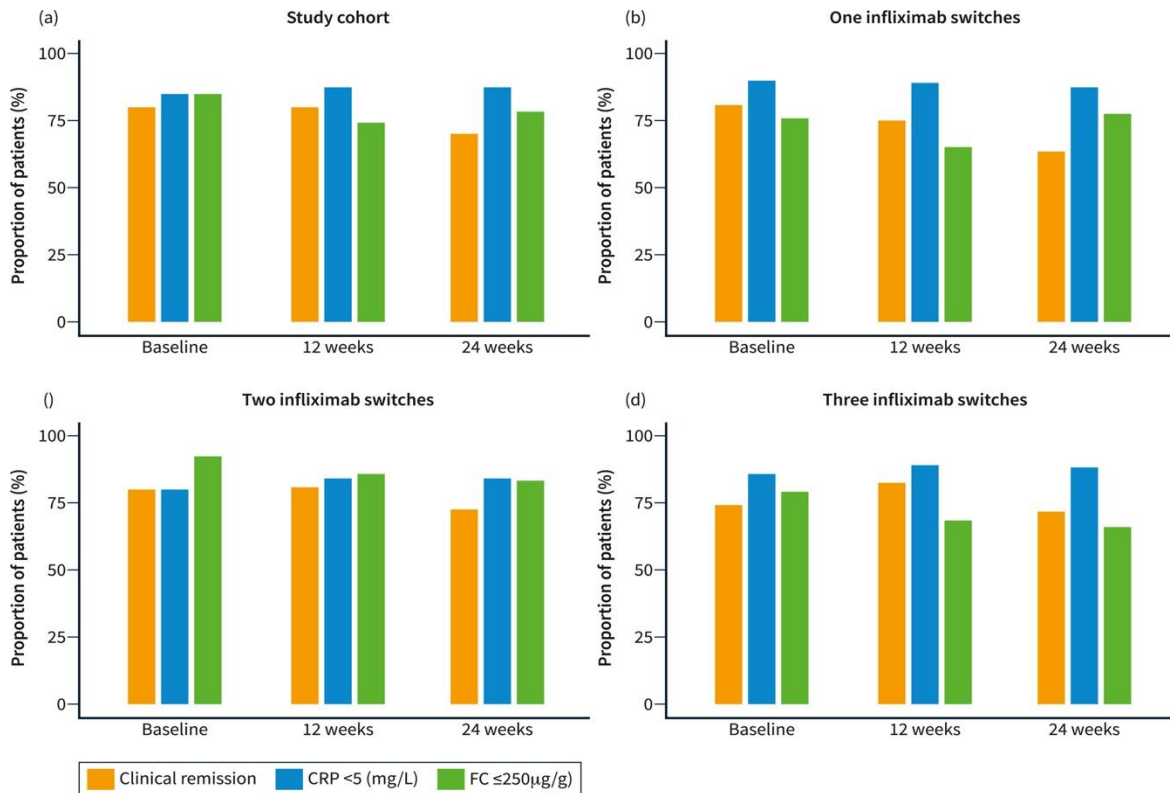 (a)
Study cohort
Proportion of patients (%)
100
75
50
25
0
Baseline
12 weeks
24 weeks
(b)
One infliximab switches
Proportion of patients (%)
100
75
50
25
0
Baseline
12 weeks
24 weeks
()
Two infliximab switches
Proportion of patients (%)
100
75
50
25
0
Baseline
12 weeks
24 weeks
(d)
Three infliximab switches
Proportion of patients (%)
100
75
50
25
0
Baseline
12 weeks
24 weeks
Clinical remission
CRP <5 (mg/L)
FC ≤250μg/g)